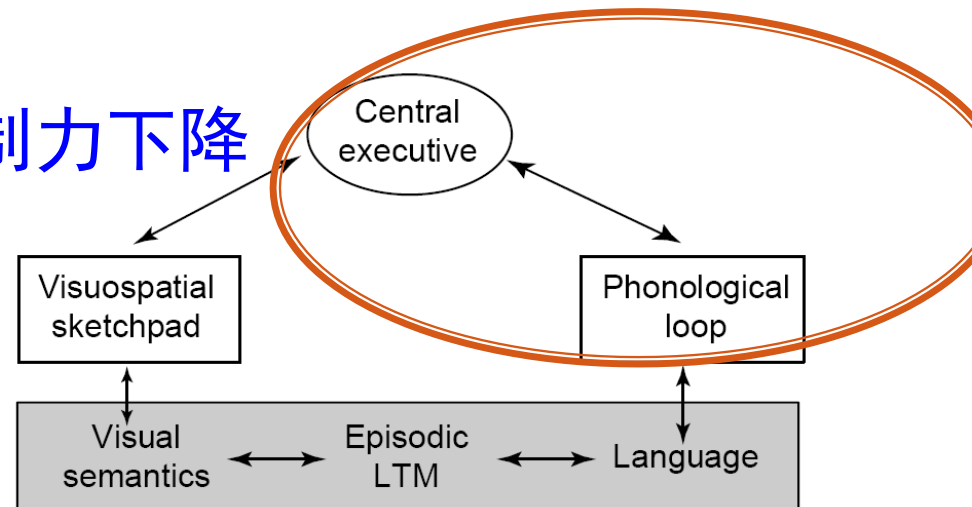 制力下降
Central
executive
Visuospatial
sketchpad
Phonological
loop
Visual
semantics
Episodic
LTM
Language